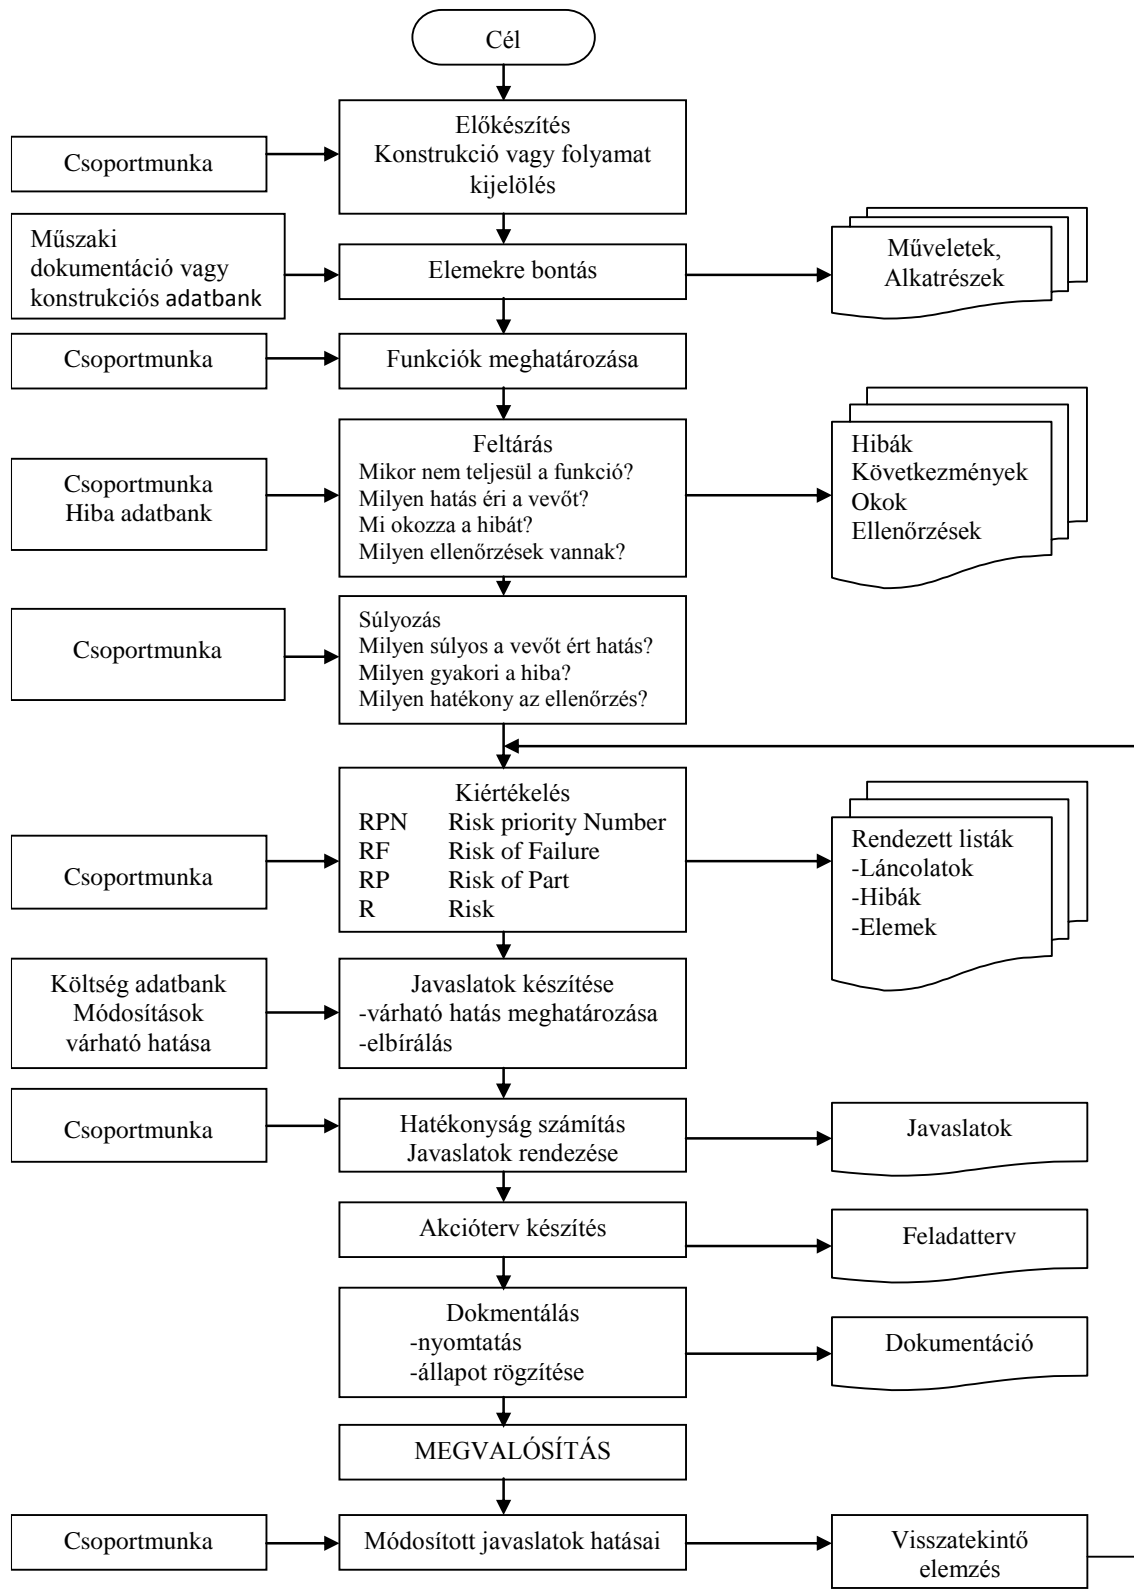 Cél
Előkészítés
Konstrukció vagy folyamat
kijelölés
Csoportmunka
Műszaki
dokumentáció vagy
konstrukciós adatbank
Elemekre bontás
Műveletek,
Alkatrészek
Csoportmunka
Funkciók meghatározása
Csoportmunka
Hiba adatbank
Feltárás
Mikor nem teljesül a funkció?
Milyen hatás éri a vevőt?
Mi okozza a hibát?
Milyen ellenőrzések vannak?
Hibák
Következmények
Okok
Ellenőrzések
Csoportmunka
Súlyozás
Milyen súlyos a vevőt ért hatás?
Milyen gyakori a hiba?
Milyen hatékony az ellenőrzés?
Csoportmunka
Kiértékelés
RPN Risk priority Number
RF Risk of Failure
RP Risk of Part
R Risk
Rendezett listák
-Láncolatok
-Hibák
-Elemek
Költség adatbank
Módosítások
várható hatása
Javaslatok készítése
-várható hatás meghatározása
-elbírálás
Csoportmunka
Hatékonyság számítás
Javaslatok rendezése
Javaslatok
Akcióterv készítés
Feladatterv
Dokmentálás
-nyomtatás
-állapot rögzítése
Dokumentáció
MEGVALÓSÍTÁS
Csoportmunka
Módosított javaslatok hatásai
Visszatekintő
elemzés